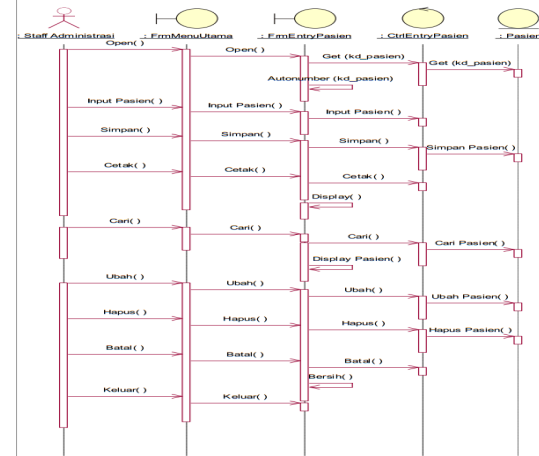 : Staff Administrasi : FrmMenuUtama : FrmEntryPasien : CtrlEntryPasien : Pasien
Open( )
Open( )
Get (kd_pasien)
Get (kd_pasien)
Autonumber (kd_pasien)
Input Pasien( )
Input Pasien( )
Input Pasien( )
Simpan( )
Simpan( )
Simpan( )
Simpan Pasien( )
Cetak( )
Cetak( )
Cetak( )
Display( )
Cari( )
Cari( )
Cari( )
Cari Pasien( )
Display Pasien( )
Ubah( )
Ubah( )
Ubah( )
Ubah Pasien( )
Hapus( )
Hapus( )
Hapus( )
Hapus Pasien( )
Batal( )
Batal( )
Batal( )
Bersih( )
Keluar( )
Keluar( )